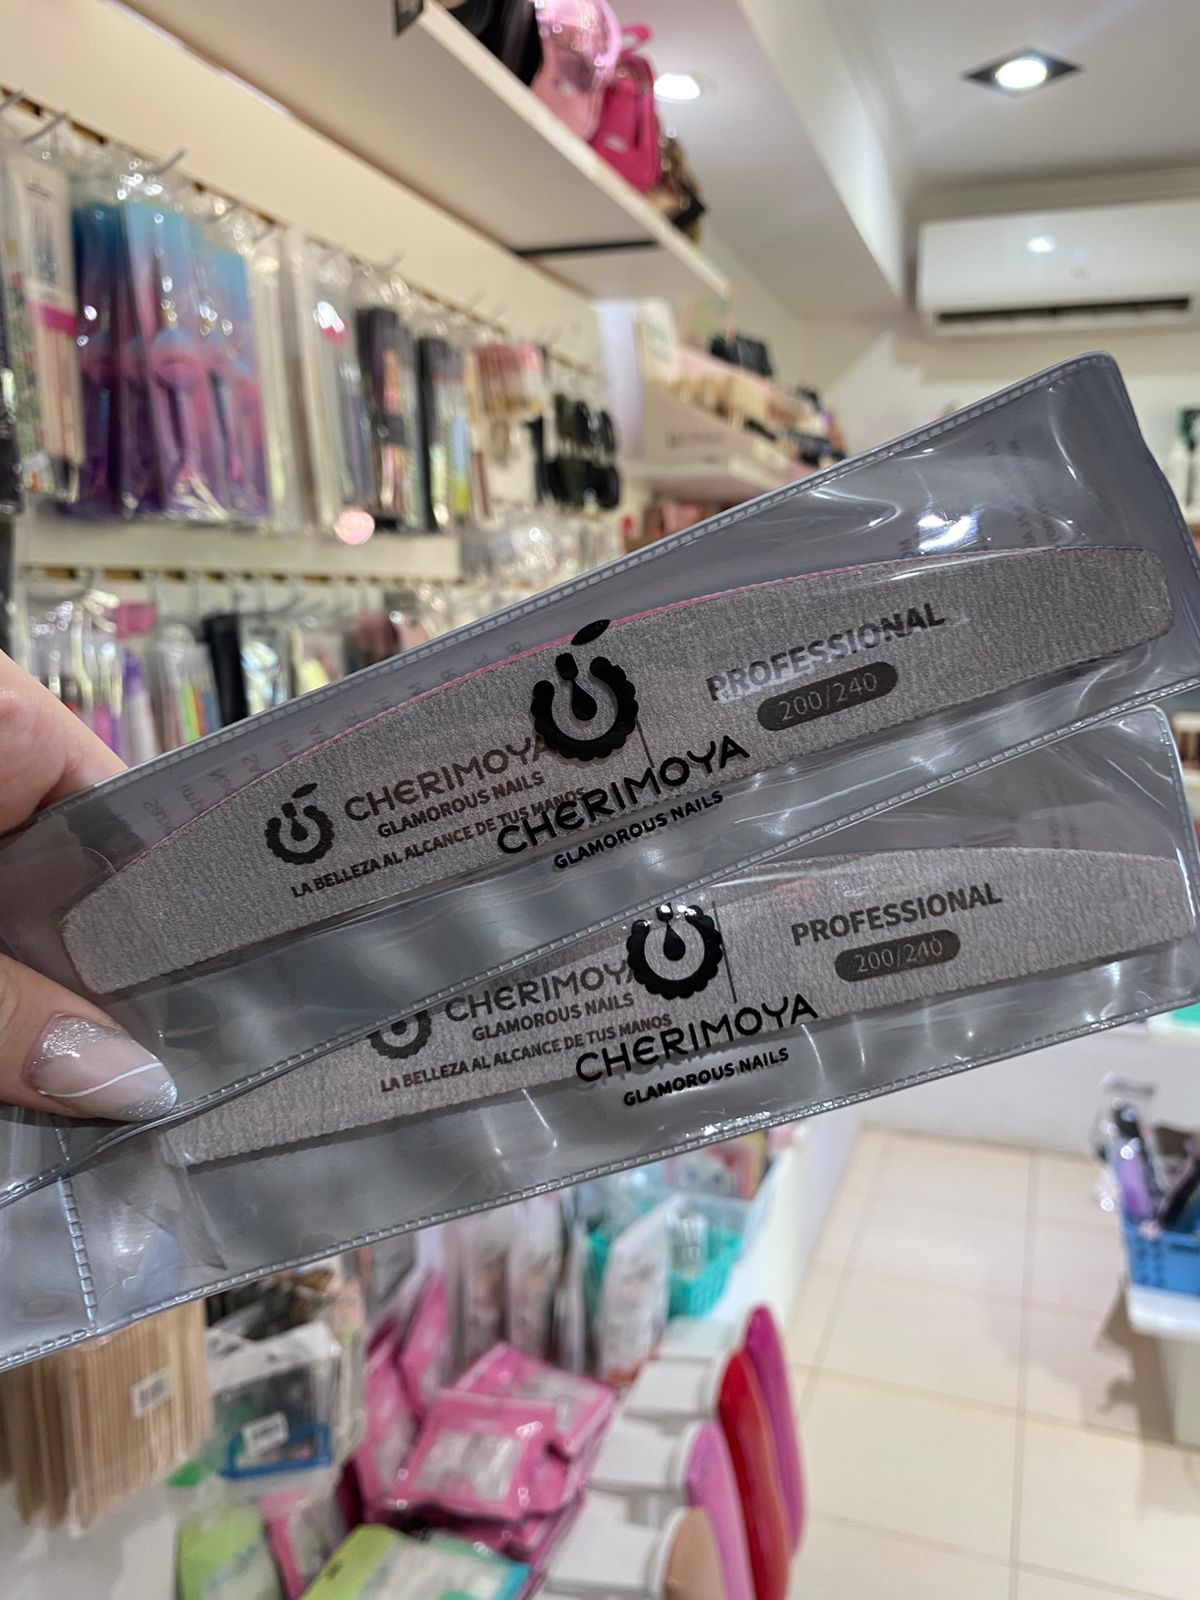 PROFESSIONAL
200/240
CHERIMOYA
GLAMOROUS NAILS
LA BELLEZA AL ALCANCE DE TUS MANOS
CHERIMOYA
GLAMOROUS NAILS
PROFESSIONAL
200/240
CHERIMOYA
GLAMOROUS NAILS
LA BELLEZA AL ALCANCE DE TUS MANOS
CHERIMOYA
GLAMOROUS NAILS